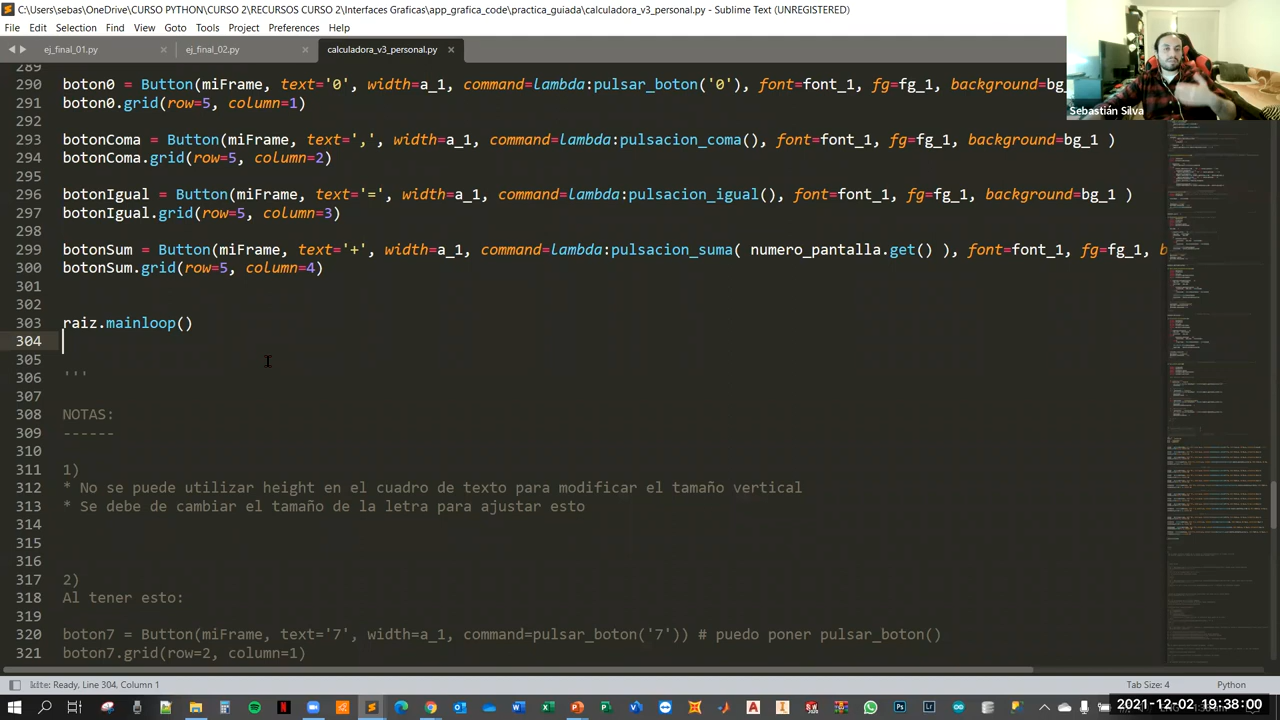 C:\Users\sebas\OneDrive\CURSO PYTHON\CURSO 2\RECURSOS CURSO 2\Interfaces Graficas\app_grafica_code\practica_guiada\calculadora_v3_personal.py - Sublime Text (UNREGISTERED)
File Edit Selection Find View Goto Tools Project Preferences Help
ej_final_01.py × ej_final_02.py × calculadora_v3_personal.py ×
Sebastián Silva
289
290 boton0 = Button(miFrame, text='0', width=a_1, command=lambda:pulsar_boton('0'), font=font_1, fg=fg_1, background=bg
291 boton0.grid(row=5, column=1)
292
293 botonComa = Button(miFrame, text=',', width=a_1, command=lambda:pulsacion_coma(), font=font_1, fg=fg_1, background=bg_1 )
294 botonComa.grid(row=5, column=2)
295
296 botonIgual = Button(miFrame, text='=', width=a_1, command=lambda:pulsacion_igual(), font=font_1, fg=fg_1, background=bg_1 )
297 botonIgual.grid(row=5, column=3)
298
299 botonSum = Button(miFrame, text='+', width=a_1, command=lambda:pulsacion_suma( numero_pantalla.get() ), font=font_1, fg=fg_1, b
300 botonSum.grid(row=5, column=4)
301
302
303 raiz.mainloop()
304
305
306 '''
307
308 NOTAS:
309 ------
310
311 1)
312 No se puede utilizar heigh en el cuadro de texto para modificar el tamaño
313 se ha de cambiar el tamaño de la letra para aproximar esto.
314
315
316
317 2)
318 Al tener esto:
319
320 boton7 = Button(miFrame, text='7', width=a_1, command=pulsar_boton('7')) # puedo poner pulsar_boton()
321 boton7.grid(row=2, column=1)
Line 304, Column 1
Tab Size: 4 Python
2021-12-02 19:38:00